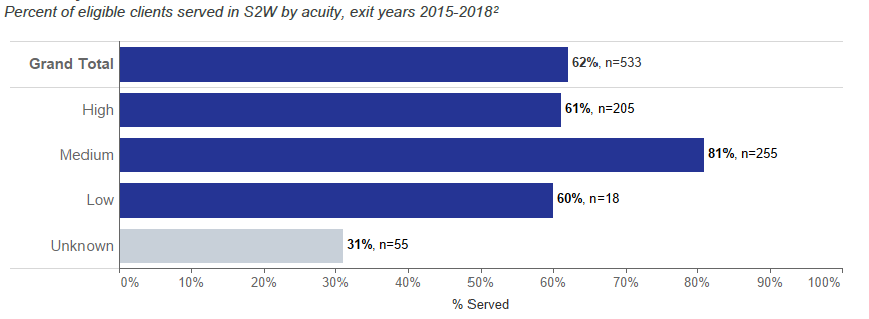 Percent of eligible clients served in S2W by acuity, exit years 2015-2018²
Grand Total 62%, n=533
High 61%, n=205
Medium 81%, n=255
Low 60%, n=18
Unknown 31%, n=55
0% 10% 20% 30% 40% 50% 60% 70% 80% 90% 100%
% Served